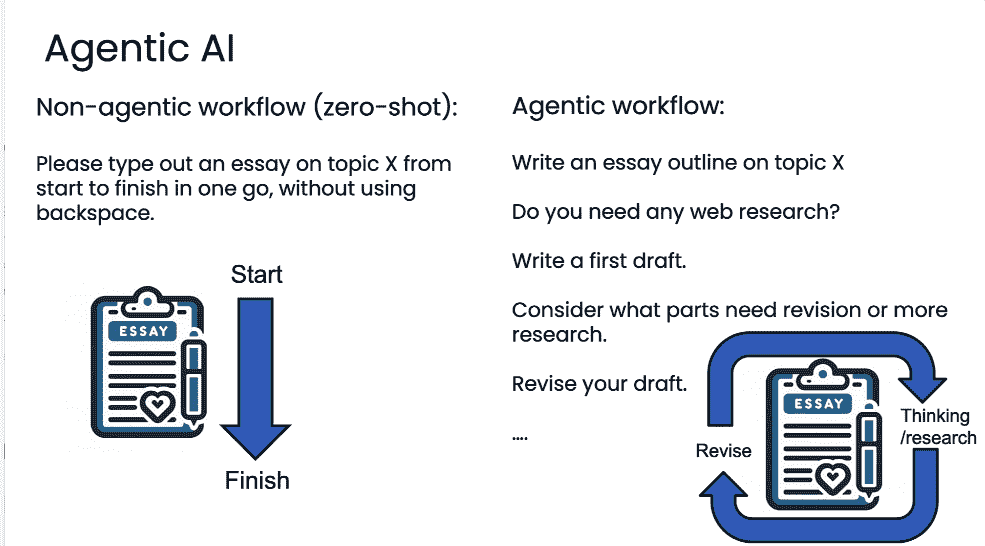 Agentic AI
Non-agentic workflow (zero-shot):
Please type out an essay on topic X from
start to finish in one go, without using
backspace.
Start
ESSAY
Finish
Agentic workflow:
Write an essay outline on topic X
Do you need any web research?
Write a first draft.
Consider what parts need revision or more
research.
Revise your draft.
....
ESSAY
Thinking
/research
Revise